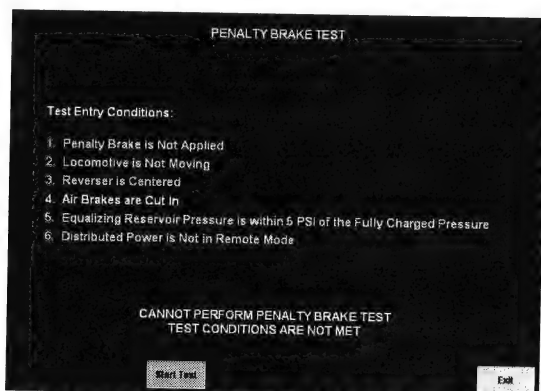 PENALTY BRAKE TEST
Test Entry Conditions:
1. Penalty Brake is Not Applied
2. Locomotive is Not Moving
3. Reverser is Centered
4. Air Brakes are Cut In
5. Equalizing Reservoir Pressure is within 5 PSI of the Fully Charged Pressure
6. Distributed Power is Not in Remote Mode
CANNOT PERFORM PENALTY BRAKE TEST
TEST CONDITIONS ARE NOT MET
Start Test
Exit